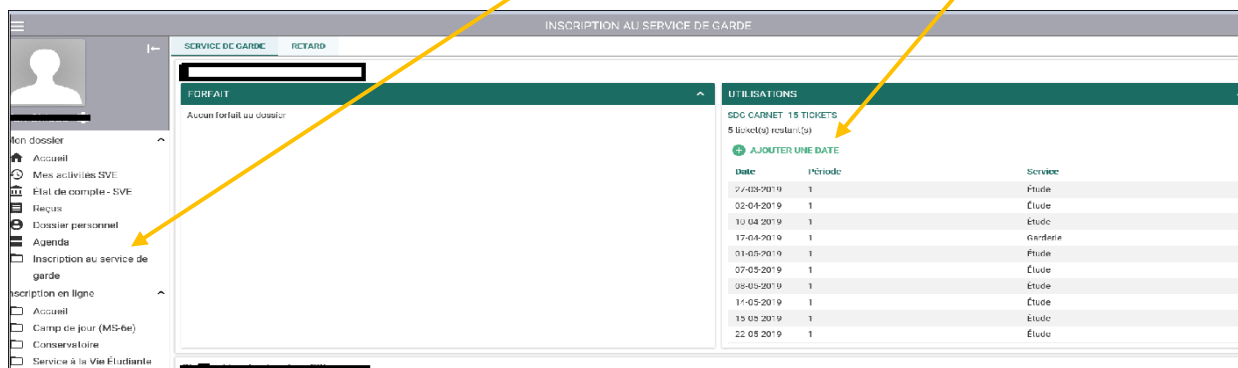 INSCRIPTION AU SERVICE DE GARDE
SERVICE DE GARDE RETARD
FORFAIT
Aucun forfait au dossier
Mon dossier
Accueil
Mes activités SVE
État de compte - SVE
Reçus
Dossier personnel
Agenda
Inscription au service de
garde
Inscription en ligne
Accueil
Camp de jour (MS-6e)
Conservatoire
Service à la Vie Étudiante
UTILISATIONS
SDG CARNET 15 TICKETS
5 ticket(s) restant(s)
AJOUTER UNE DATE
Date Période Service
27-03-2019 1 Étude
02-04-2019 1 Étude
10-04-2019 1 Étude
17-04-2019 1 Garderie
01-05-2019 1 Étude
07-05-2019 1 Étude
08-05-2019 1 Étude
14-05-2019 1 Étude
15-05-2019 1 Étude
22-05-2019 1 Étude